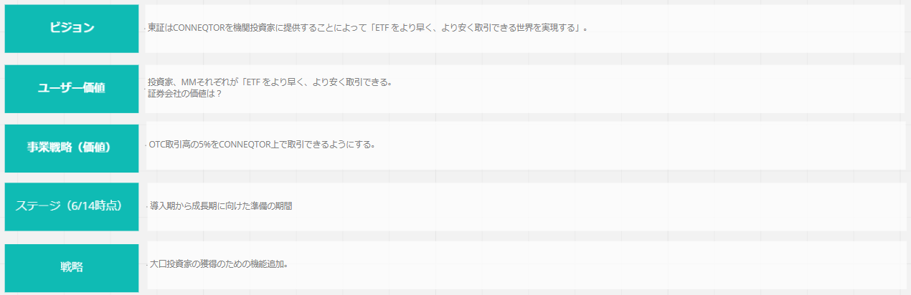 ビジョン
・東証はCONNEQTORを機関投資家に提供することによって「ETF をより早く、より安く取引できる世界を実現する」。
ユーザー価値
・投資家、MMそれぞれが「ETF をより早く、より安く取引できる。
証券会社の価値は？
事業戦略（価値）
・OTC取引高の5%をCONNEQTOR上で取引できるようにする。
ステージ（6/14時点）
・導入期から成長期に向けた準備の期間
戦略
・大口投資家の獲得のための機能追加。